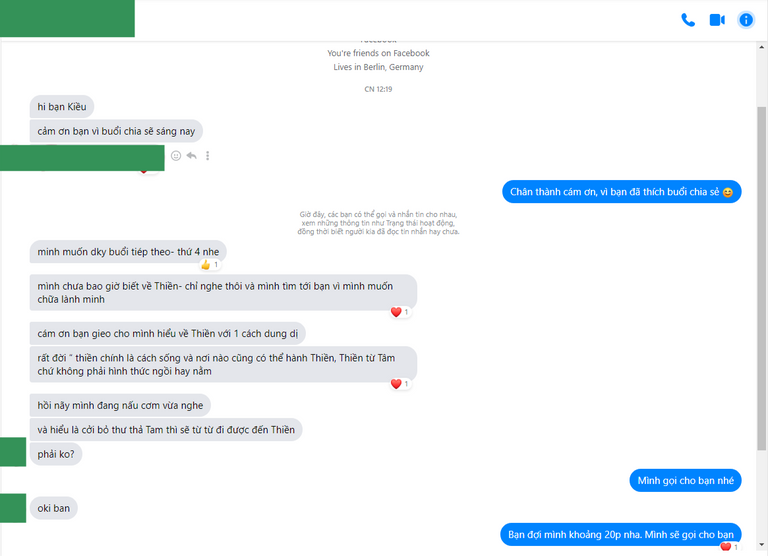 Facebook
You're friends on Facebook
Lives in Berlin, Germany
CN 12:19
hi bạn Kiều
cảm ơn bạn vì buổi chia sẽ sáng nay
Chân thành cám ơn, vì bạn đã thích buổi chia sẻ 😆
Giờ đây, các bạn có thể gọi và nhắn tin cho nhau,
xem những thông tin như Trạng thái hoạt động,
đồng thời biết người kia đã đọc tin nhắn hay chưa.
mình muốn dky buổi tiép theo- thứ 4 nhe
👍 1
mình chưa bao giờ biết về Thiền- chỉ nghe thôi và mình tìm tới bạn vì mình muốn
chữa lành minh
❤️ 1
cám ơn bạn gieo cho mình hiểu về Thiền với 1 cách dung dị
rất đời " thiền chính là cách sống và nơi nào cũng có thể hành Thiền, Thiền từ Tâm
chứ không phải hình thức ngồi hay nằm
❤️ 1
hồi nãy mình đang nấu cơm vừa nghe
và hiểu là cởi bỏ thư thả Tam thì sẽ từ từ đi được đến Thiền
phải ko?
Mình gọi cho bạn nhé
oki ban
Bạn đợi mình khoảng 20p nha. Mình sẽ gọi cho bạn
❤️ 1